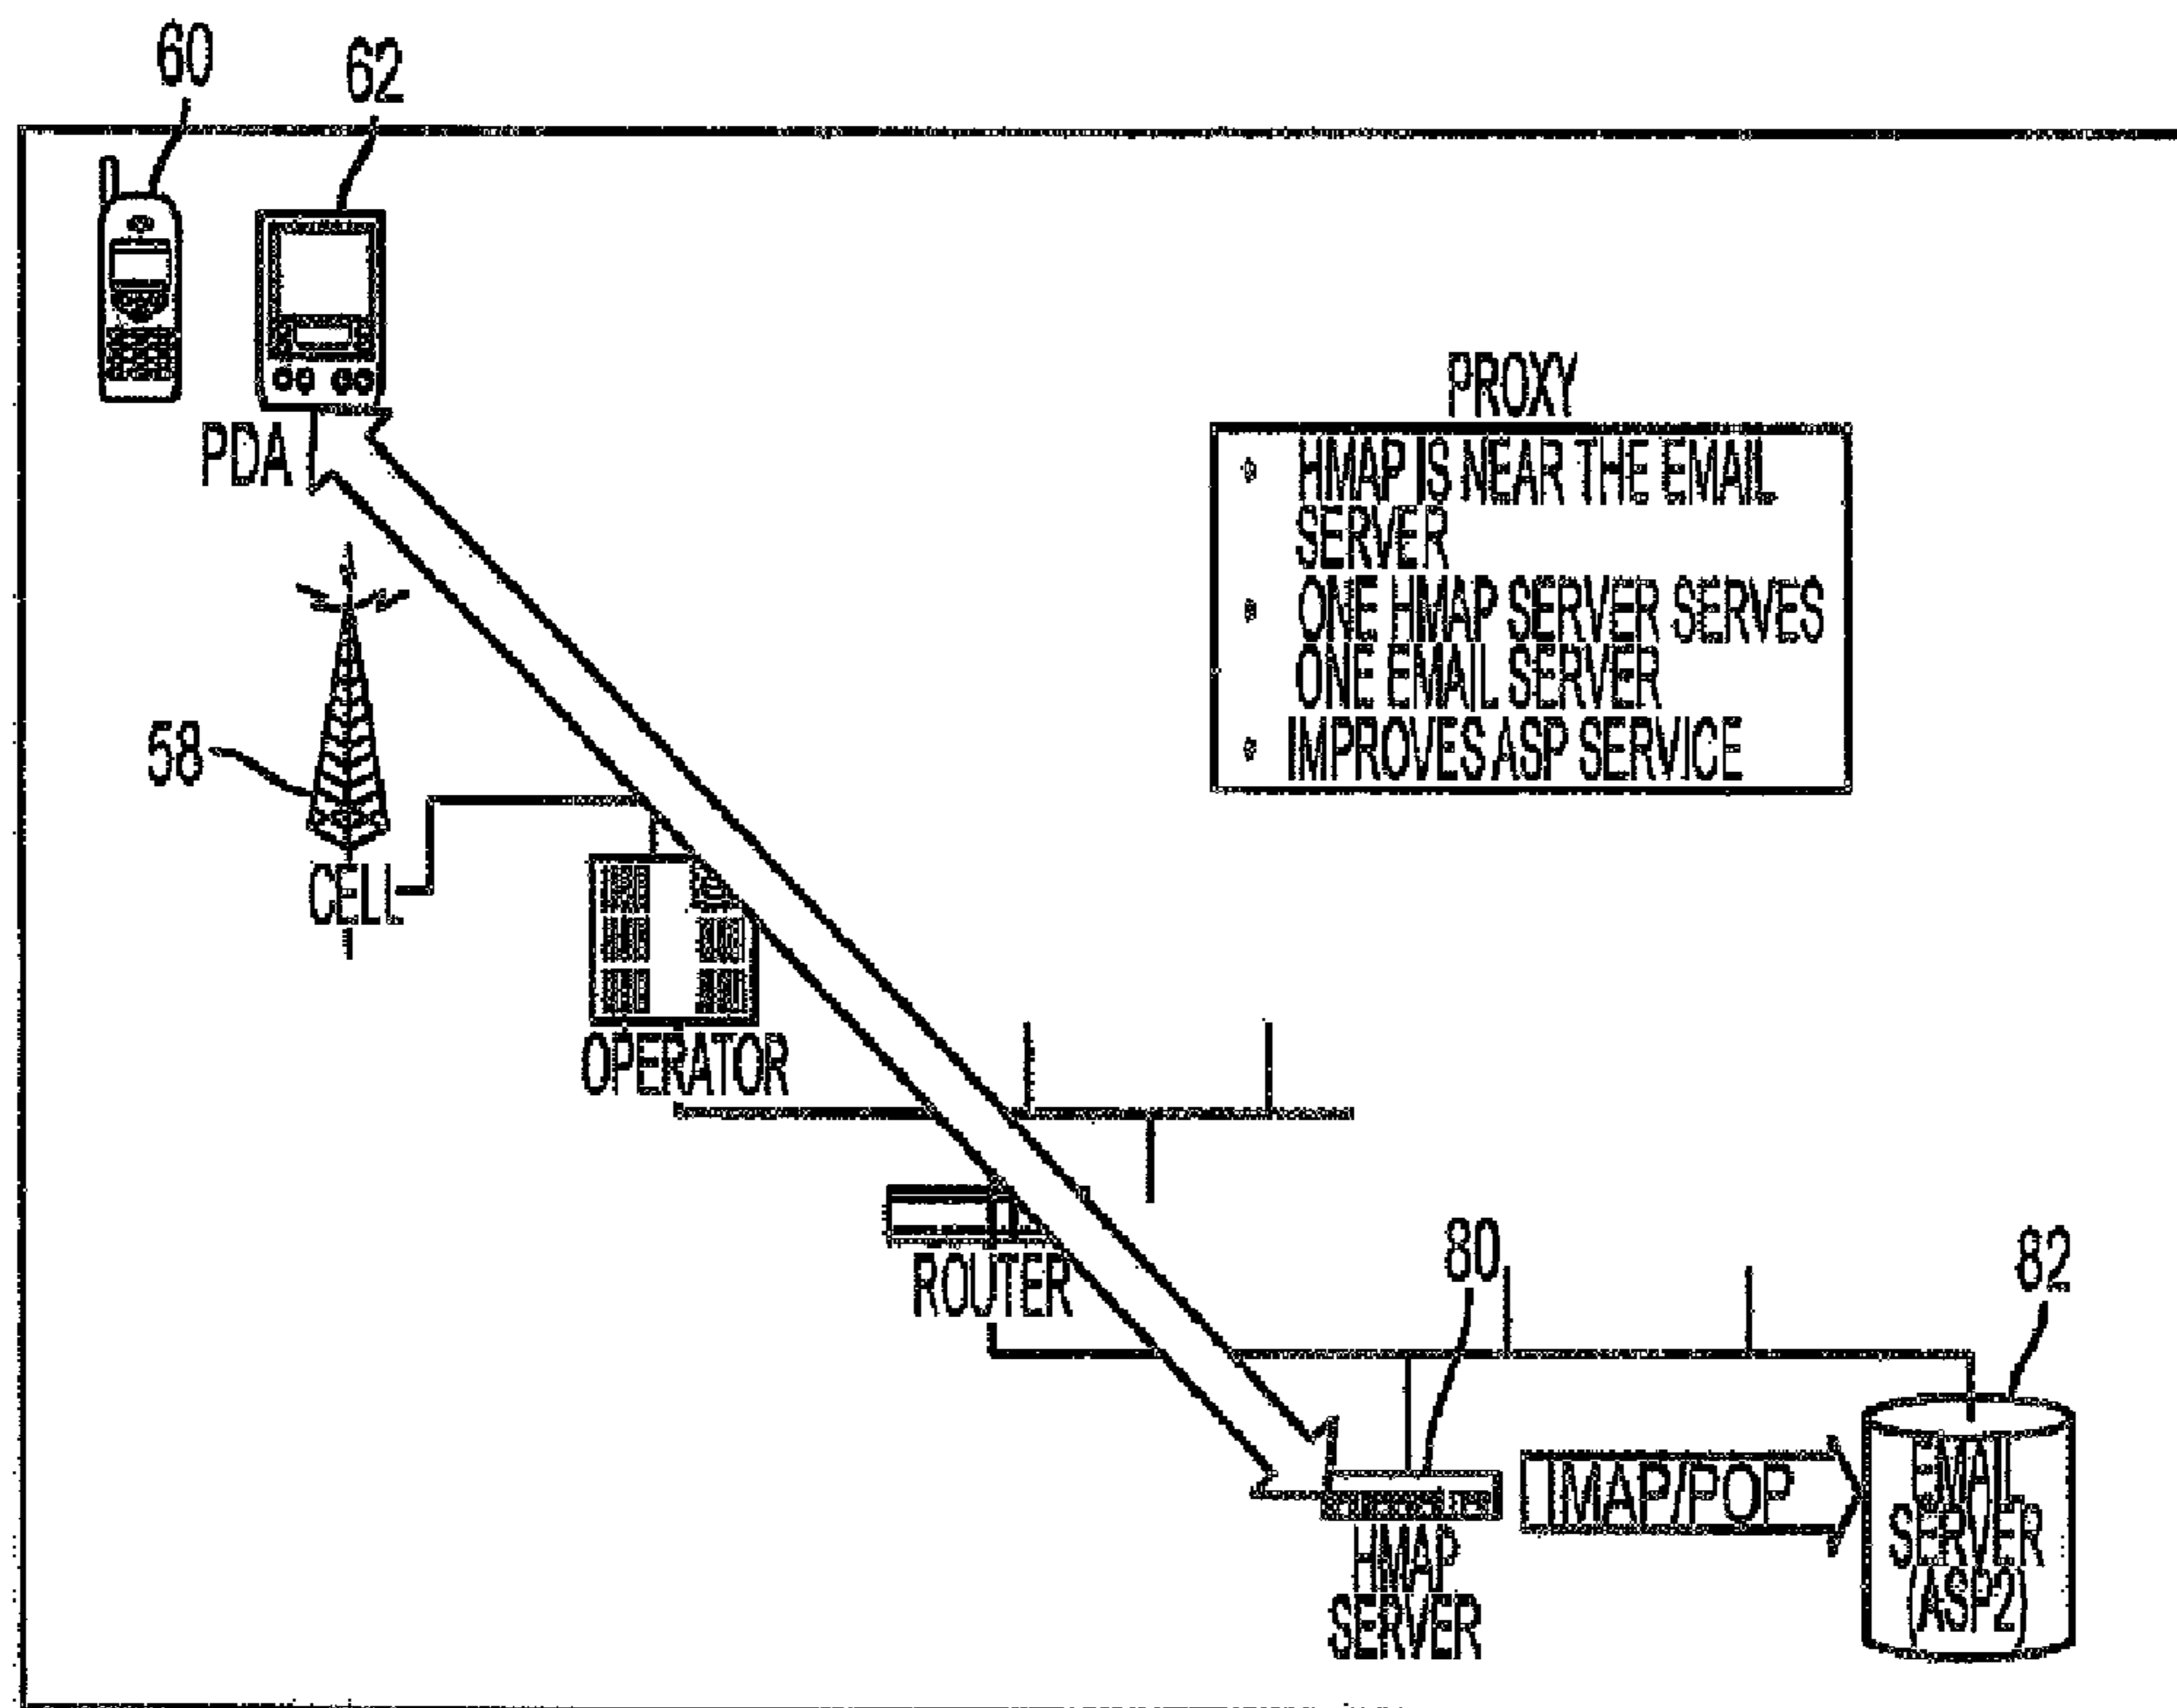 60
62
PDA
PROXY
HMAP IS NEAR THE EMAIL
SERVER
ONE HMAP SERVER SERVES
ONE EMAIL SERVER
IMPROVES ASP SERVICE
58
CELL
OPERATOR
ROUTER
80
82
IMAP/POP
HMAP
SERVER
EMAIL
SERVER
(ASP2)